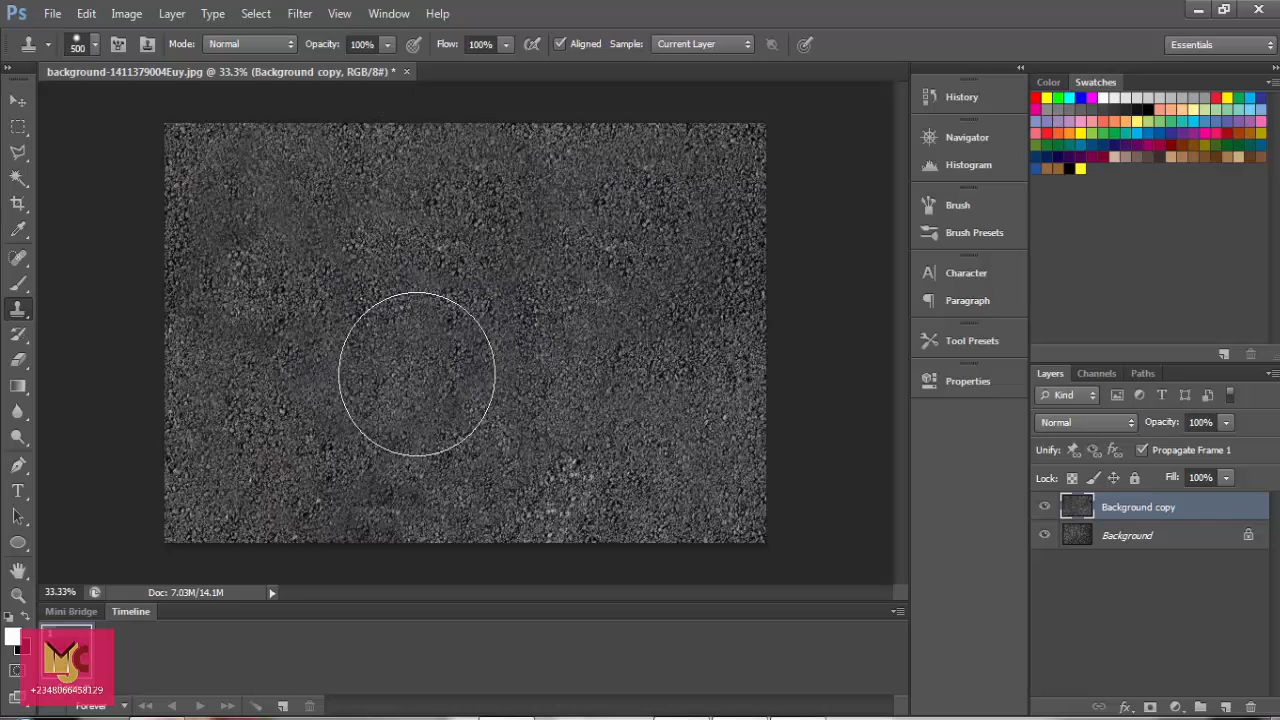 Ps File Edit Image Layer Type Select Filter View Window Help
500 Mode: Normal Opacity: 100% Flow: 100% Aligned Sample: Current Layer Essentials
background-1411379004Euy.jpg @ 33.3% (Background copy, RGB/8#) * ×
History
Navigator
Histogram
Brush
Brush Presets
Character
Paragraph
Tool Presets
Properties
Color Swatches
Layers Channels Paths
Kind
Normal Opacity: 100%
Unify: Propagate Frame 1
Lock: Fill: 100%
Background copy
Background
33.33% Doc: 7.03M/14.1M
Mini Bridge Timeline
1
MJC
+2348066458129
Forever